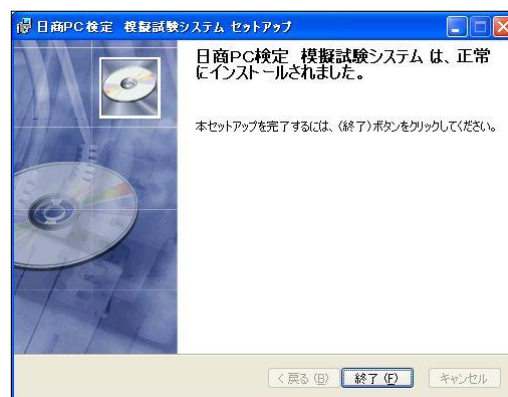 日商PC検定 模擬試験システム セットアップ
日商PC検定 模擬試験システム は、正常
にインストールされました。
本セットアップを完了するには、〈終了〉ボタンをクリックしてください。
< 戻る (B)
終了 (F)
キャンセル